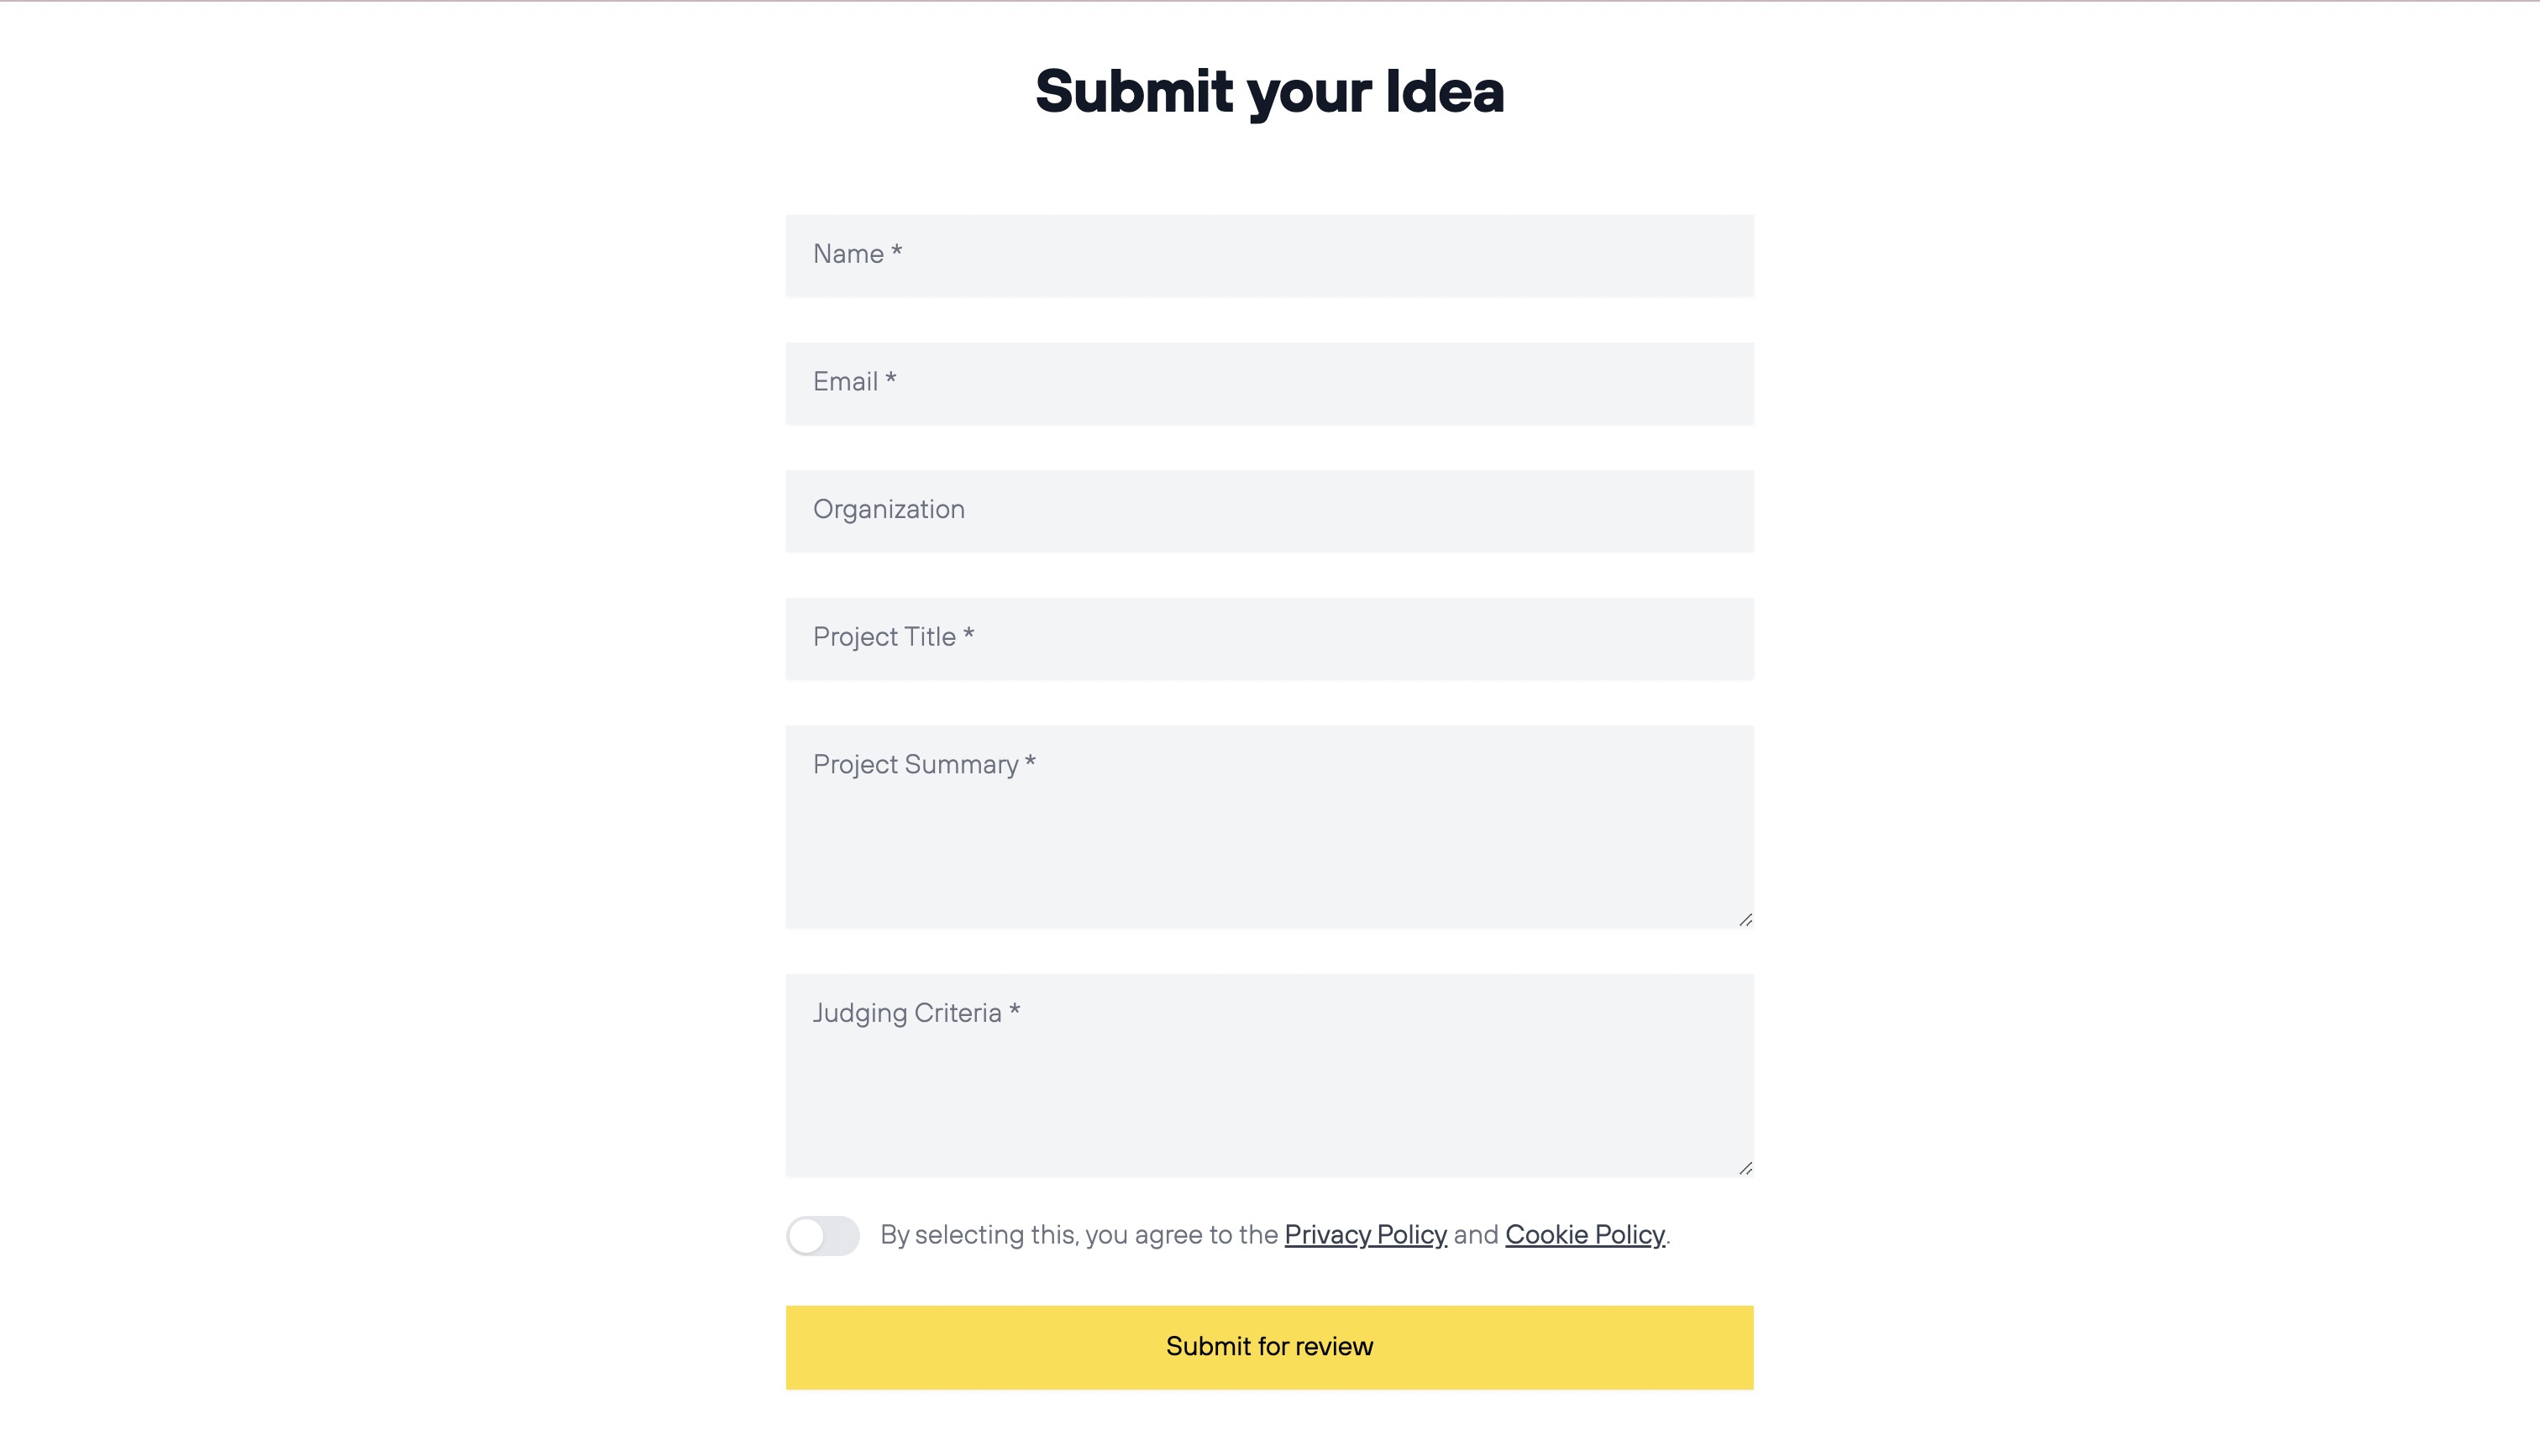 Submit your Idea
Name *
Email *
Organization
Project Title *
Project Summary *
Judging Criteria *
By selecting this, you agree to the Privacy Policy and Cookie Policy.
Submit for review